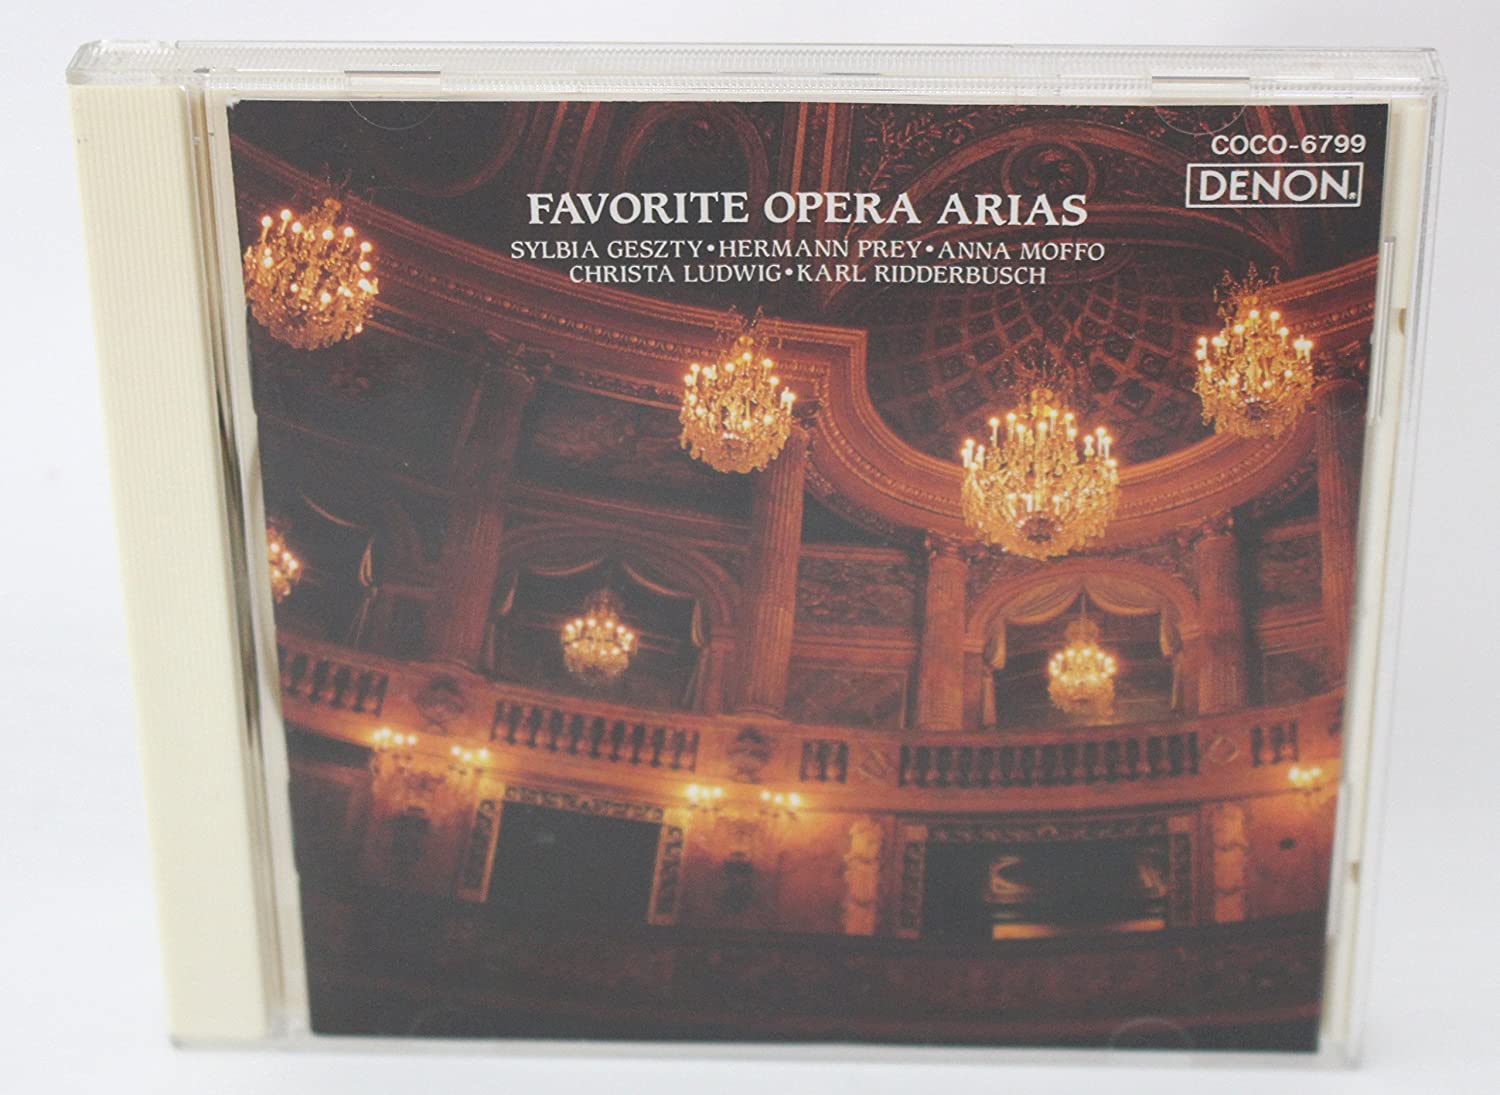 COCO-6799
DENON®
FAVORITE OPERA ARIAS
SYLBIA GESZTY•HERMANN PREY•ANNA MOFFO
CHRISTA LUDWIG•KARL RIDDERBUSCH